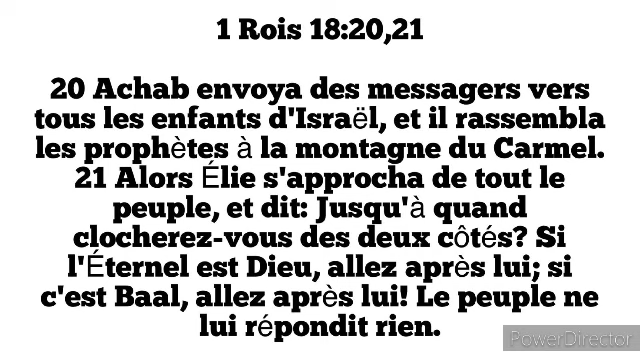 1 Rois 18:20,21
20 Achab envoya des messagers vers
tous les enfants d'Israël, et il rassembla
les prophètes à la montagne du Carmel.
21 Alors Élie s'approcha de tout le
peuple, et dit: Jusqu'à quand
clocherez-vous des deux côtés? Si
l'Éternel est Dieu, allez après lui; si
c'est Baal, allez après lui! Le peuple ne
lui répondit rien.
PowerDirector